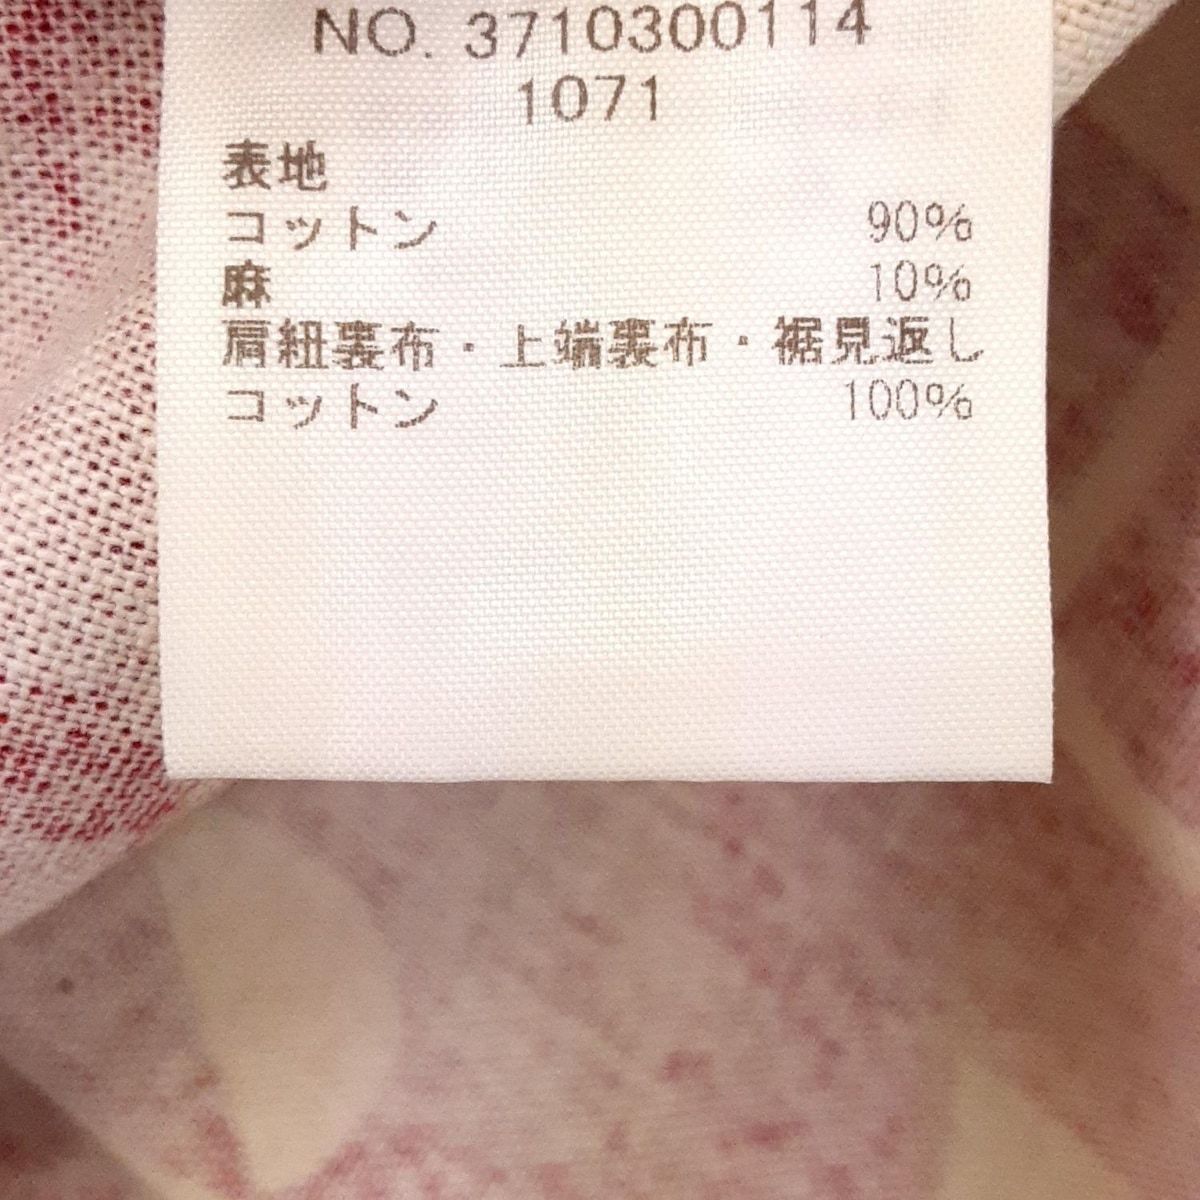 NO. 3710300114
1071
表地
コットン 90%
麻 10%
肩紐裏布・上端裏布・裾見返し
コットン 100%